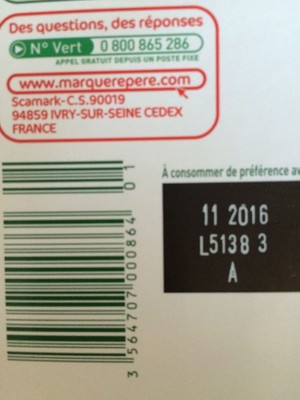 Des questions, des réponses
N° Vert 0 800 865 286
APPEL GRATUIT DEPUIS UN POSTE FIXE
www.marquerepere.com
Scamark-C.S.90019
94859 IVRY-SUR-SEINE CEDEX
FRANCE
01
3 564707 000864
À consommer de préférence av
11 2016
L5138 3
A